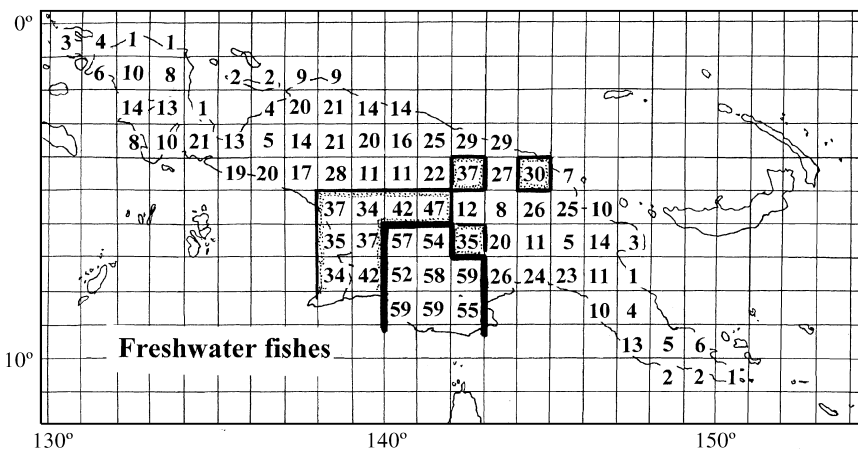 0º
3 4 1 1
6 10 8 2 2 9 9
14 13 1 4 20 21 14 14
8 10 21 13 5 14 21 20 16 25 29 29
19 20 17 28 11 11 22 37 27 30 7
37 34 42 47 12 8 26 25 10
35 37 57 54 35 20 11 5 14 3
34 42 52 58 59 26 24 23 11 1
59 59 55 10 4
Freshwater fishes 13 5 6
10º
2 2 1
130º 140º 150º